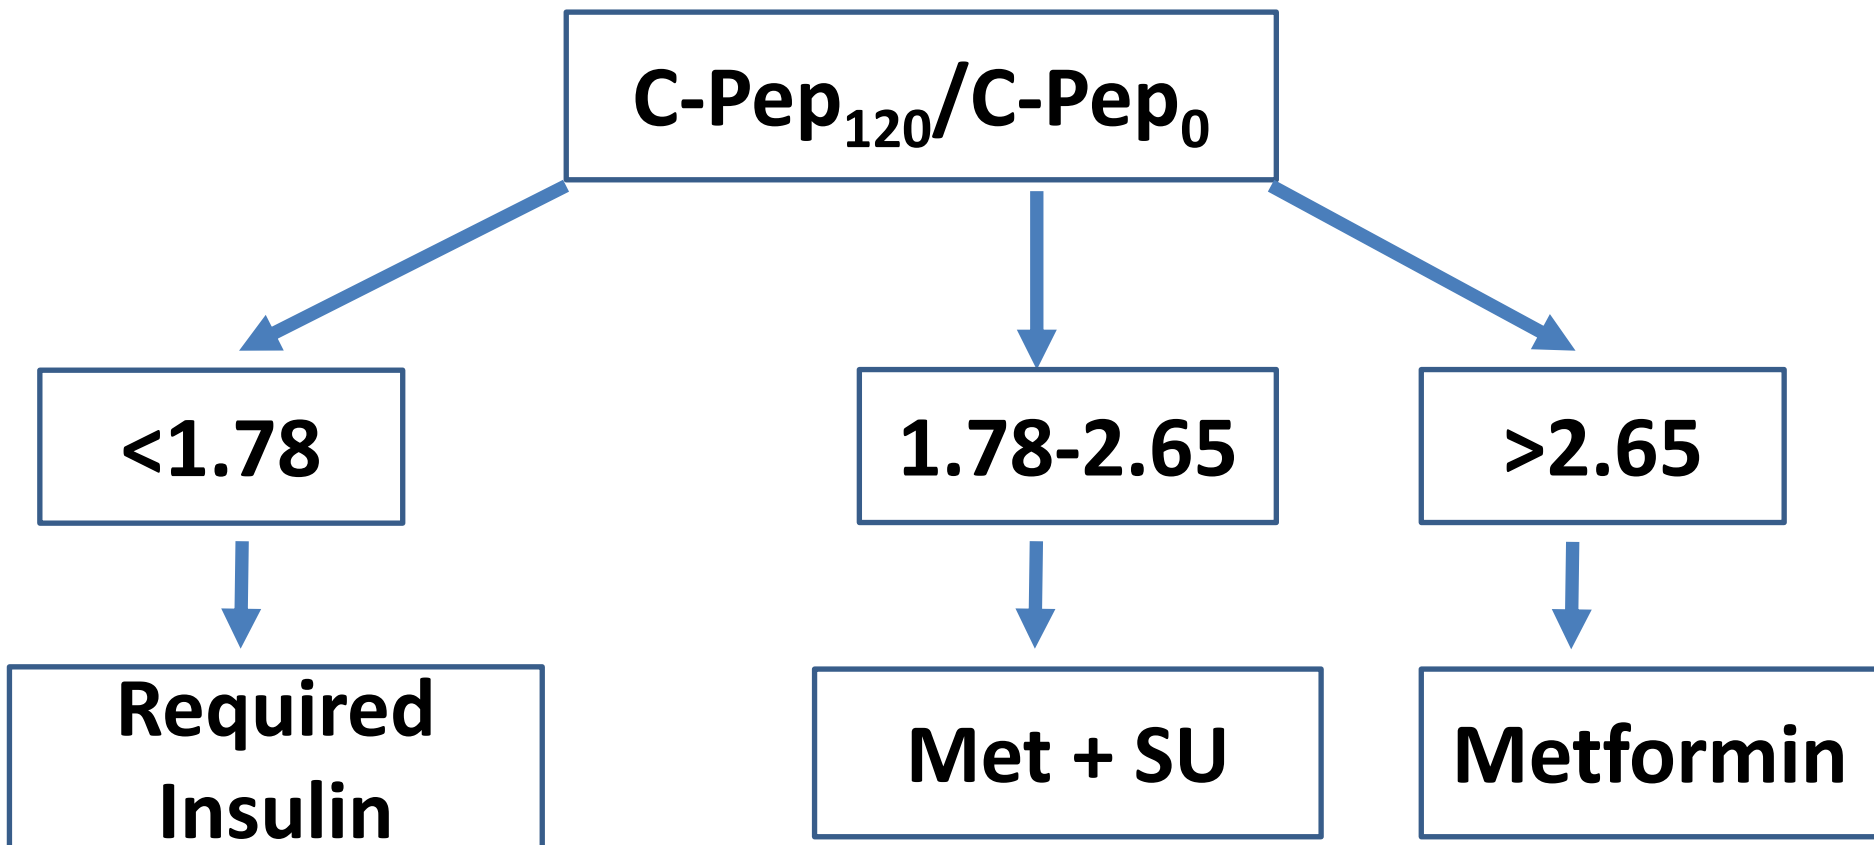 C-Pep₁₂₀/C-Pep₀
<1.78
1.78-2.65
>2.65
Required
Insulin
Met + SU
Metformin